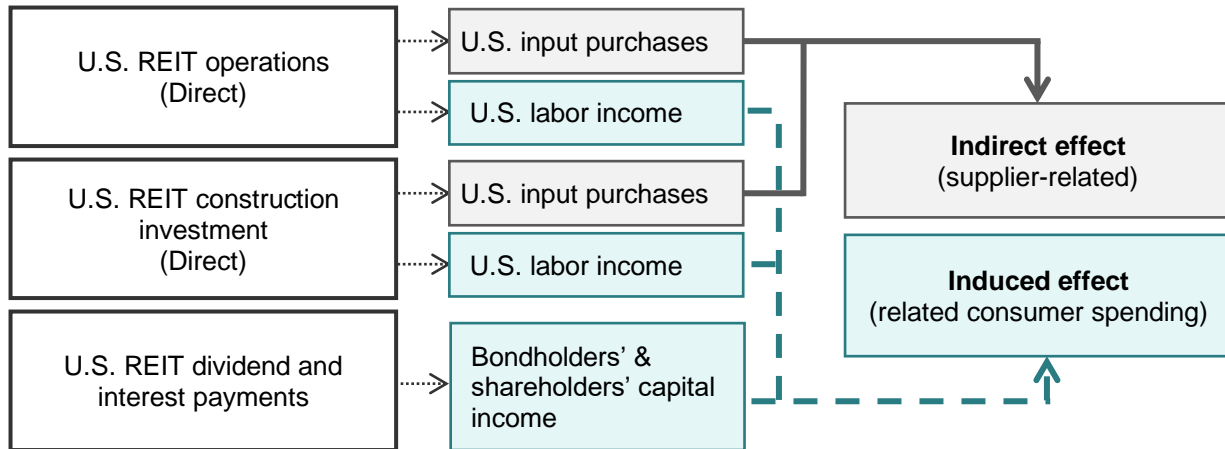 U.S. REIT operations
(Direct)
U.S. input purchases
U.S. labor income
U.S. REIT construction
investment
(Direct)
U.S. input purchases
U.S. labor income
U.S. REIT dividend and
interest payments
Bondholders’ &
shareholders’ capital
income
Indirect effect
(supplier-related)
Induced effect
(related consumer spending)